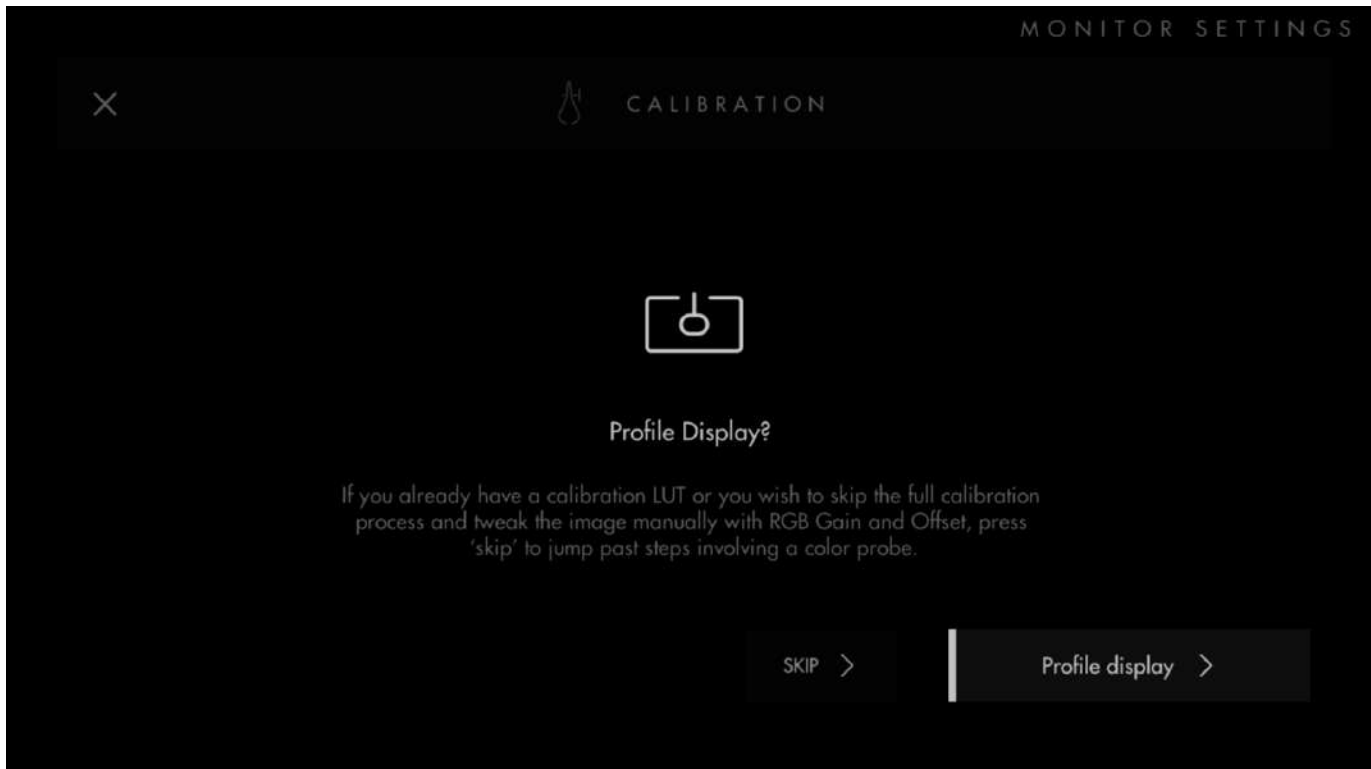 MONITOR SETTINGS
CALIBRATION
Profile Display?
If you already have a calibration LUT or you wish to skip the full calibration
process and tweak the image manually with RGB Gain and Offset, press
‘skip’ to jump past steps involving a color probe.
SKIP
Profile display